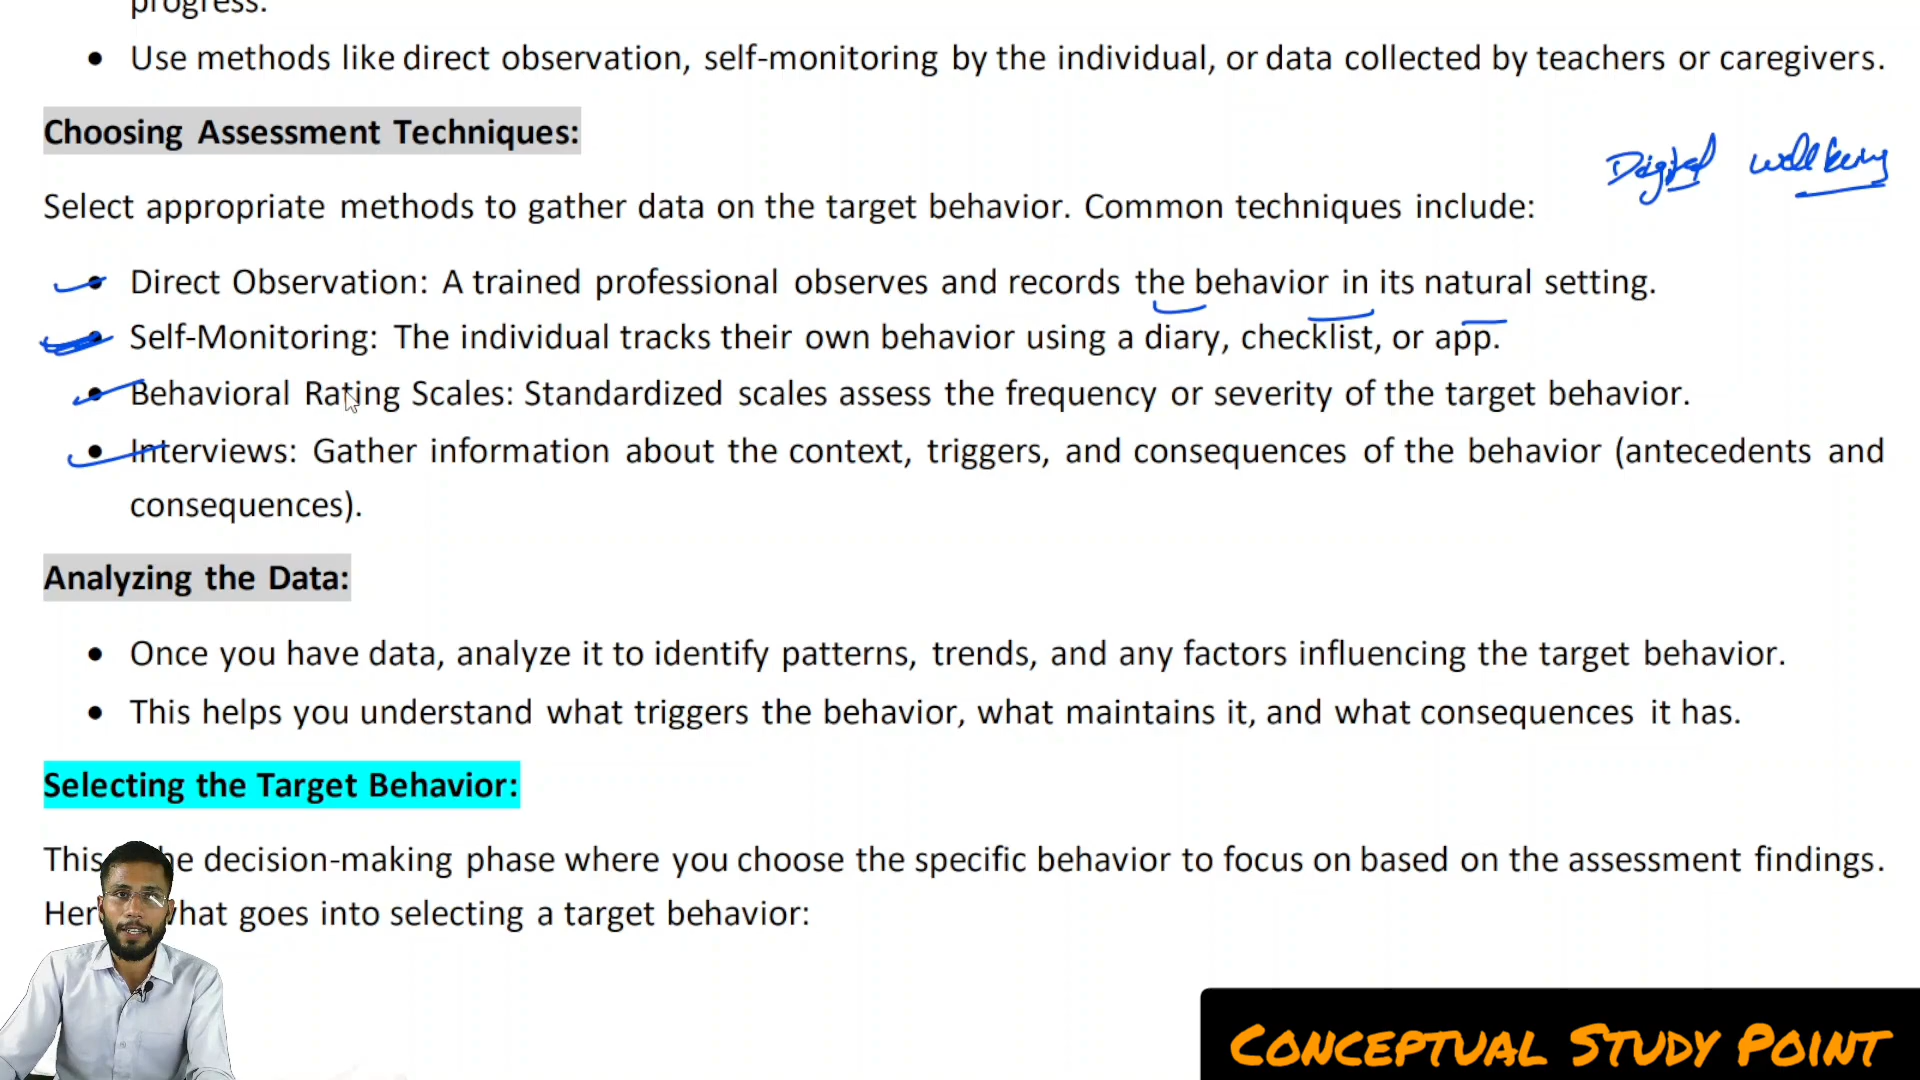 progress.
• Use methods like direct observation, self-monitoring by the individual, or data collected by teachers or caregivers.
Choosing Assessment Techniques:
Digital well being
Select appropriate methods to gather data on the target behavior. Common techniques include:
• Direct Observation: A trained professional observes and records the behavior in its natural setting.
• Self-Monitoring: The individual tracks their own behavior using a diary, checklist, or app.
• Behavioral Rating Scales: Standardized scales assess the frequency or severity of the target behavior.
• Interviews: Gather information about the context, triggers, and consequences of the behavior (antecedents and
consequences).
Analyzing the Data:
• Once you have data, analyze it to identify patterns, trends, and any factors influencing the target behavior.
• This helps you understand what triggers the behavior, what maintains it, and what consequences it has.
Selecting the Target Behavior:
This he decision-making phase where you choose the specific behavior to focus on based on the assessment findings.
Her hat goes into selecting a target behavior:
CONCEPTUAL STUDY POINT